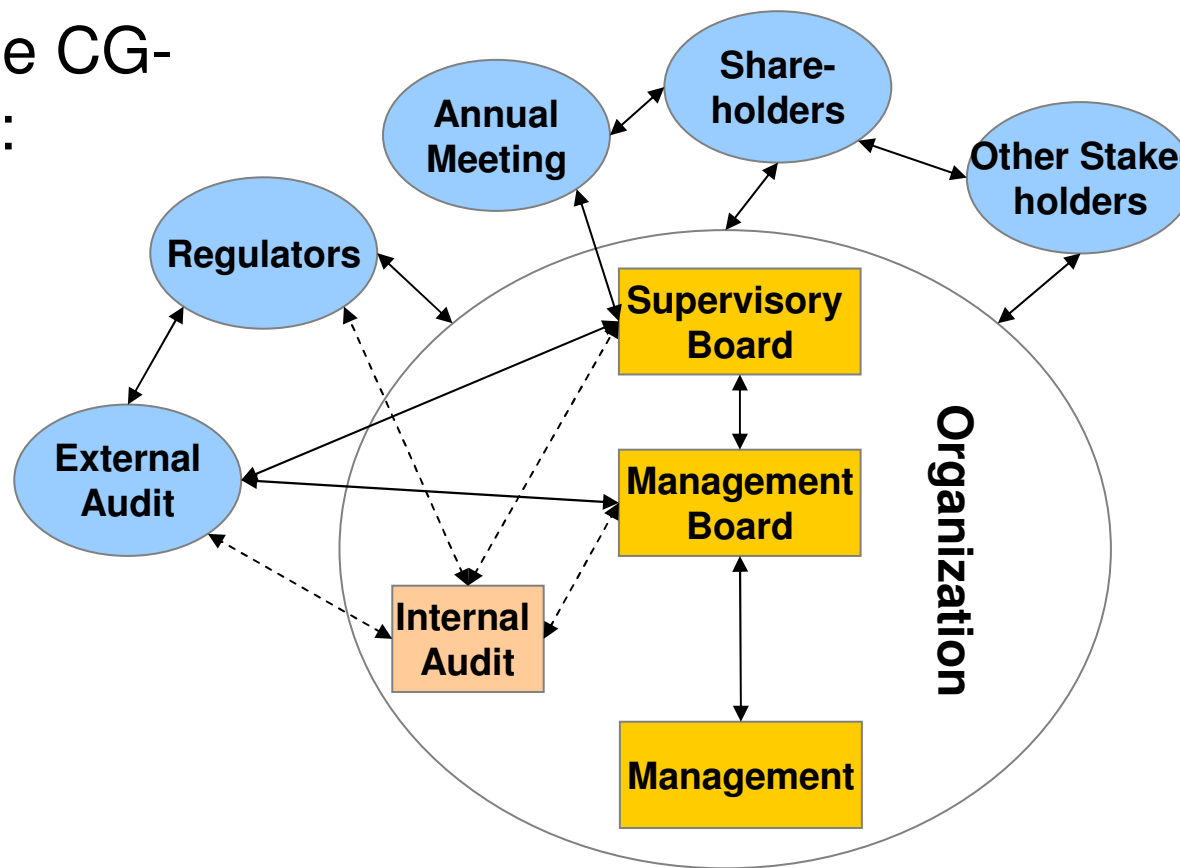 e CG-
:
Share-
holders
Annual
Meeting
Other Stake
holders
Regulators
Supervisory
Board
External
Audit
Management
Board
Organization
Internal
Audit
Management